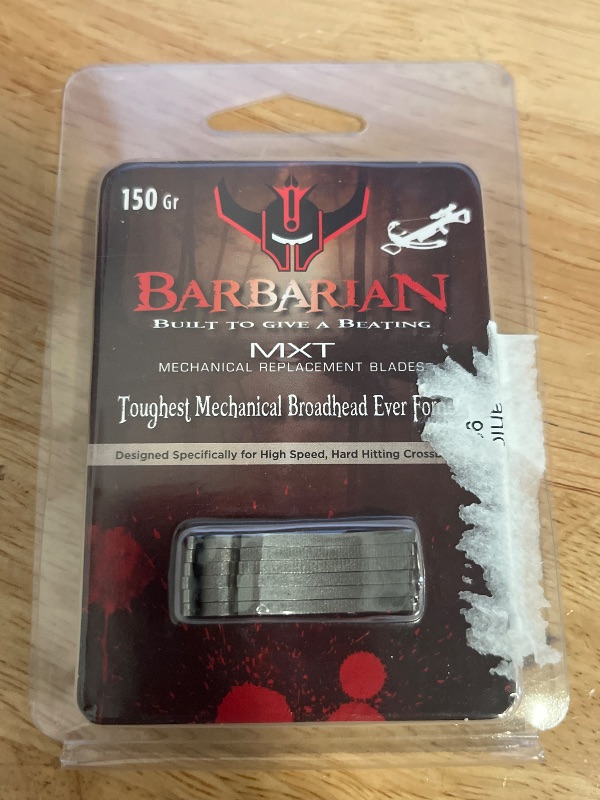 150 Gr
BARBARIAN
BUILT TO GIVE A BEATING
MXT
MECHANICAL REPLACEMENT BLADES
Toughest Mechanical Broadhead Ever
Designed Specifically for High Speed, Hard Hitting